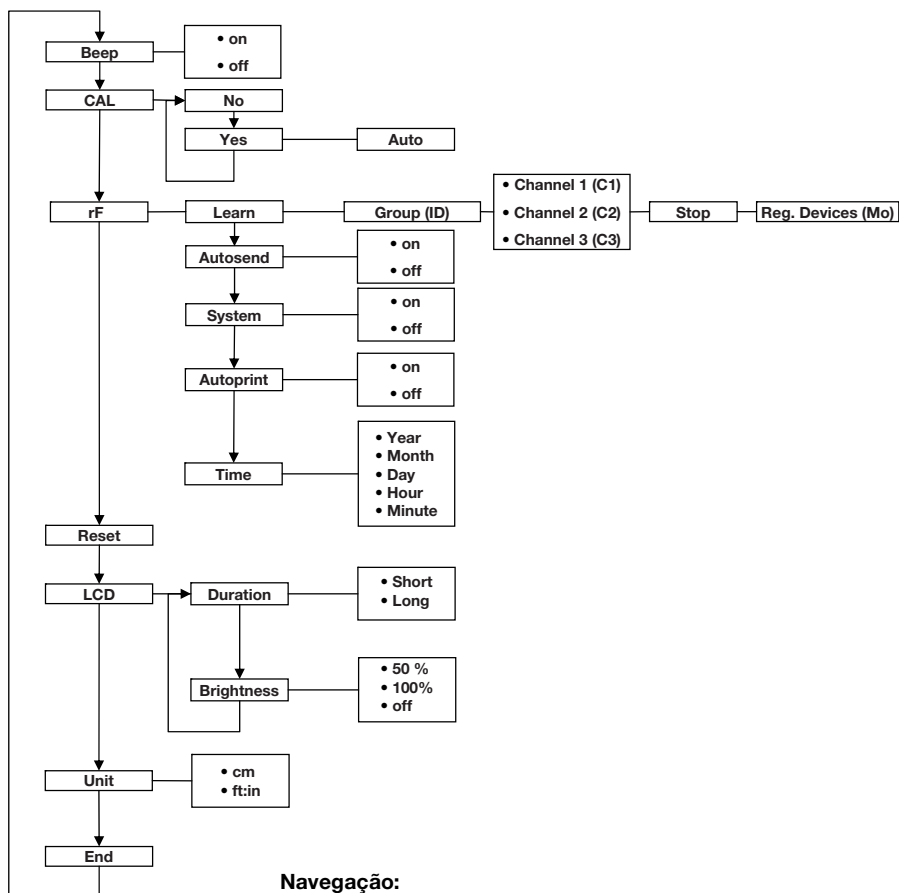 Beep
• on
• off
CAL
No
Yes
Auto
rF
Learn
Group (ID)
• Channel 1 (C1)
• Channel 2 (C2)
• Channel 3 (C3)
Stop
Reg. Devices (Mo)
Autosend
• on
• off
System
• on
• off
Autoprint
• on
• off
Time
• Year
• Month
• Day
• Hour
• Minute
Reset
LCD
Duration
• Short
• Long
Brightness
• 50 %
• 100%
• off
Unit
• cm
• ft:in
End
Navegação: